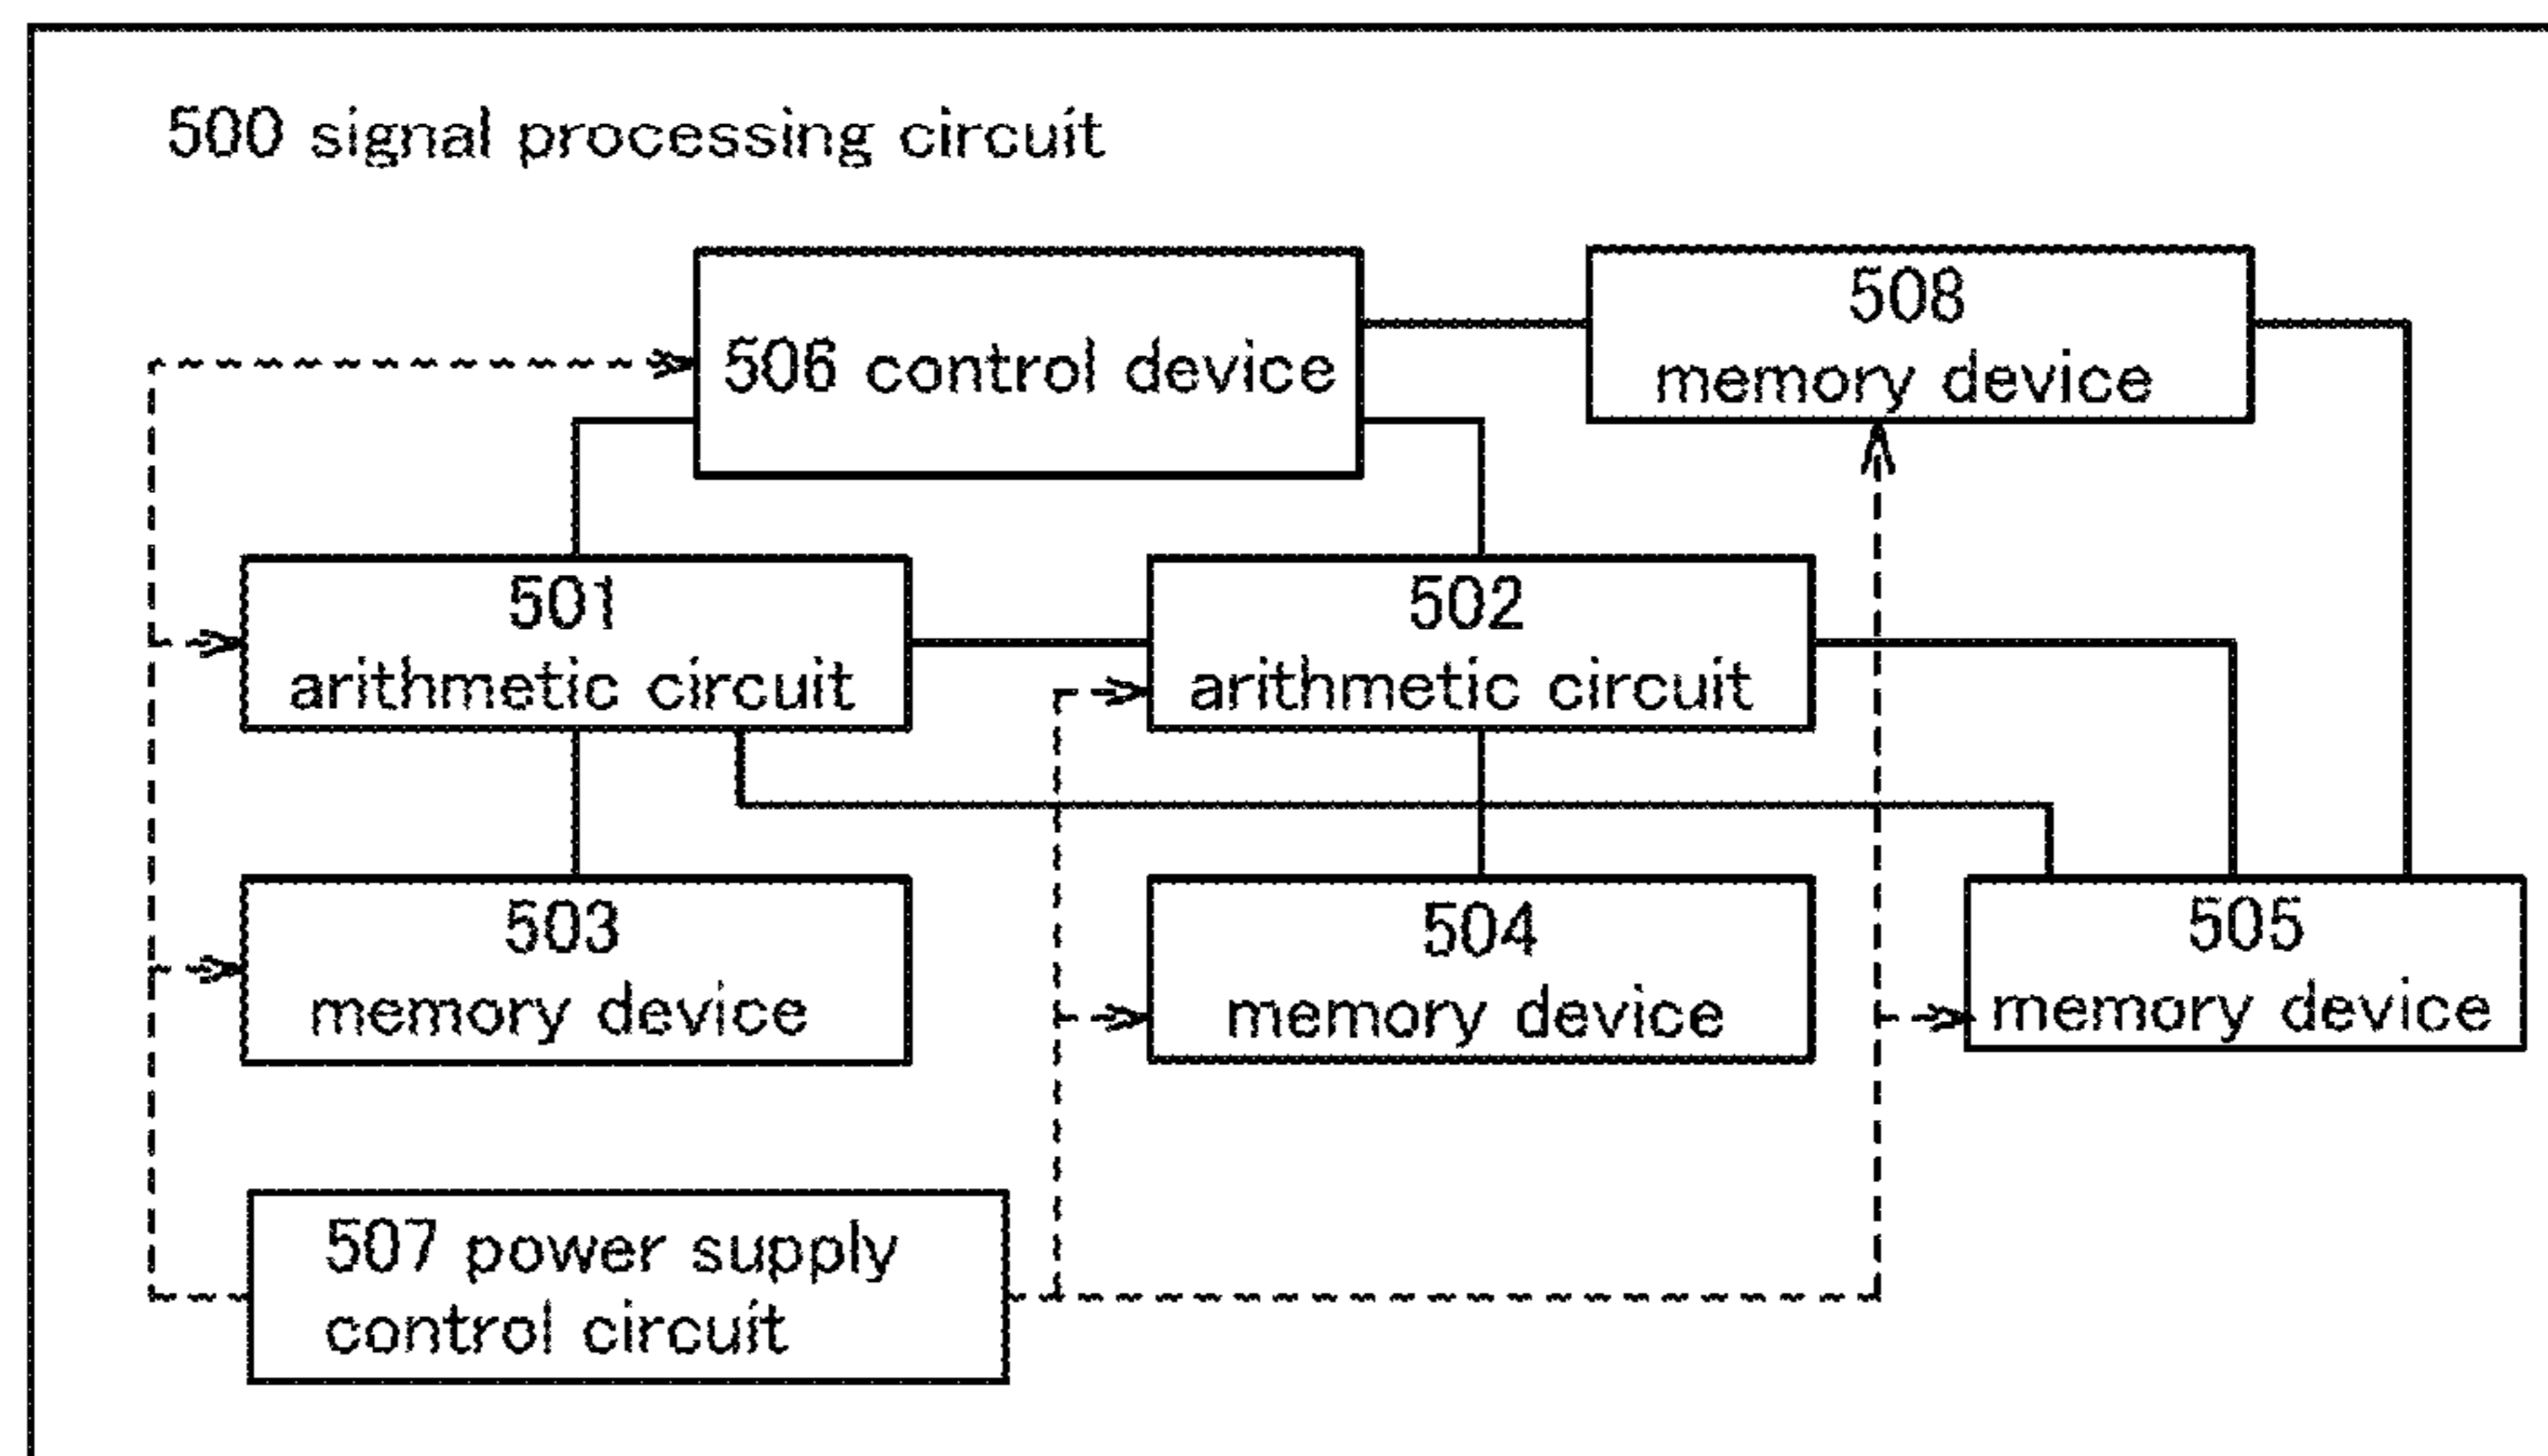 500 signal processing circuit
506 control device
508
memory device
501
arithmetic circuit
502
arithmetic circuit
503
memory device
504
memory device
505
memory device
507 power supply
control circuit